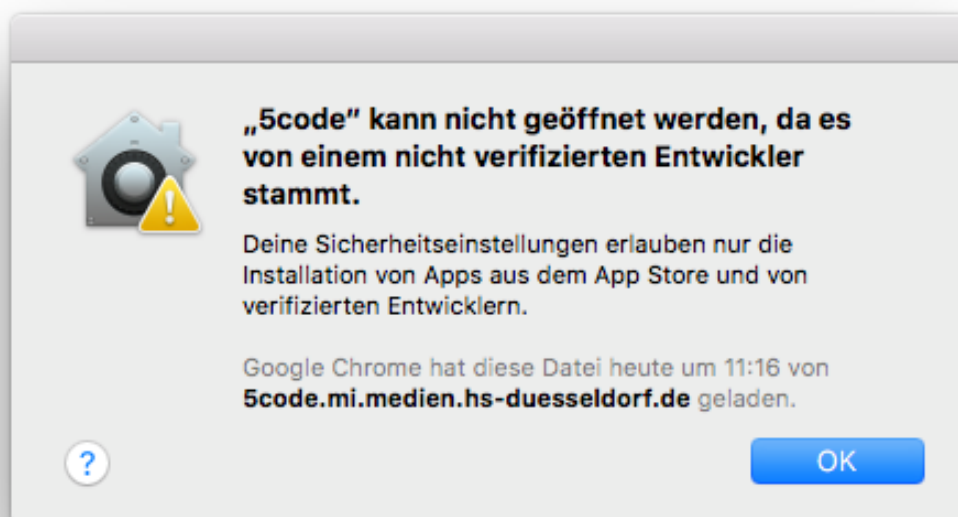 „5code“ kann nicht geöffnet werden, da es
von einem nicht verifizierten Entwickler
stammt.
Deine Sicherheitseinstellungen erlauben nur die
Installation von Apps aus dem App Store und von
verifizierten Entwicklern.
Google Chrome hat diese Datei heute um 11:16 von
5code.mi.medien.hs-duesseldorf.de geladen.
?
OK